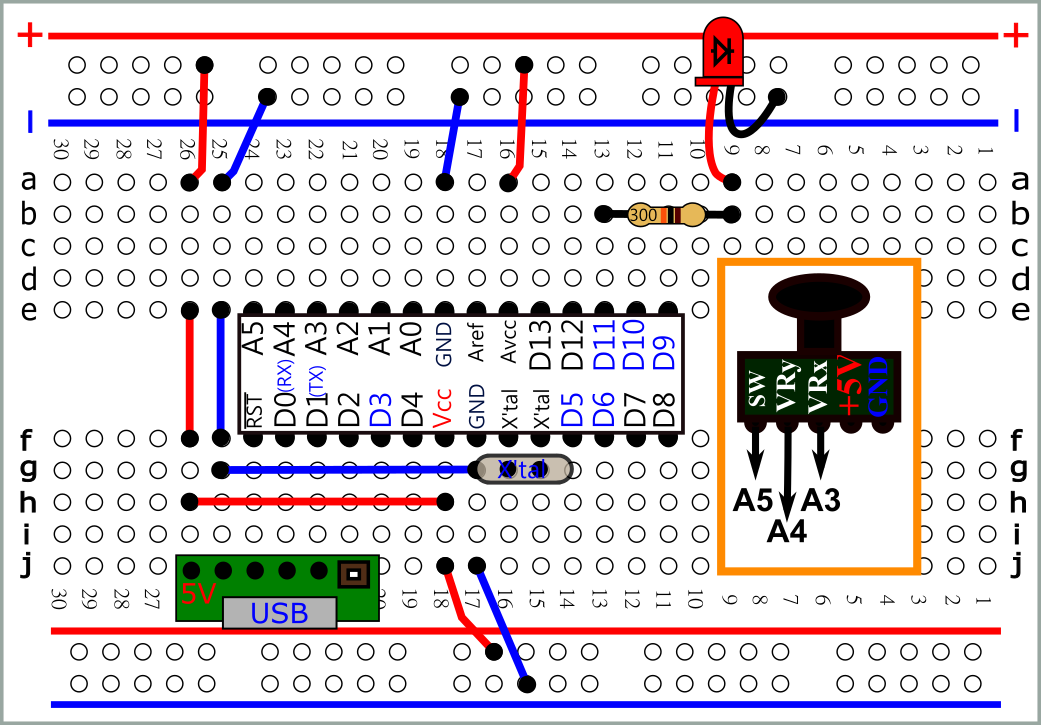 + +
I I
30 29 28 27 26 25 24 23 22 21 20 19 18 17 16 15 14 13 12 11 10 9 8 7 6 5 4 3 2 1
a a
b 300 b
c c
d d
e e
A5 A4 A3 A2 A1 A0 GND Aref Avcc D13 D12 D11 D10 D9
(RX) (TX)
RST D0 D1 D2 D3 D4 Vcc GND X'tal X'tal D5 D6 D7 D8
SW VRy VRx +5V GND
f f
g X'tal g
h A5 A3 h
i A4 i
j j
5V
USB
30 29 28 27 20 19 18 17 16 15 14 13 12 11 10 9 8 7 6 5 4 3 2 1